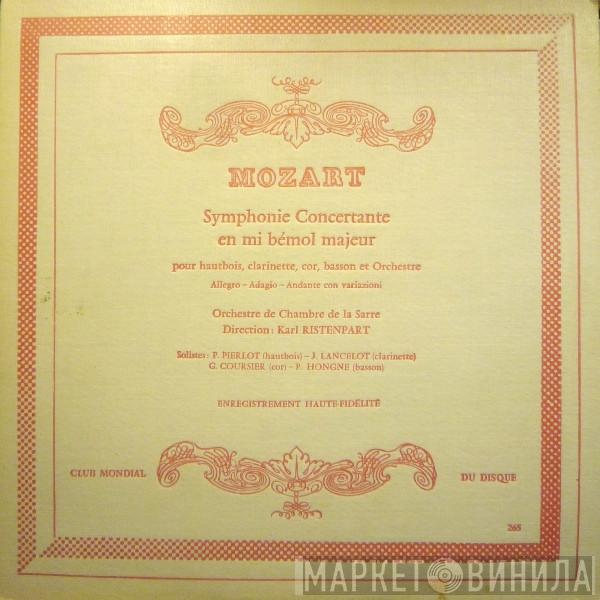 MOZART
Symphonie Concertante
en mi bémol majeur
pour hautbois, clarinette, cor, basson et Orchestre
Allegro – Adagio – Andante con variazioni
Orchestre de Chambre de la Sarre
Direction: Karl RISTENPART
Solistes: P. PIERLOT (hautbois) – J. LANCELOT (clarinette)
G. COURSIER (cor) – P. HONGNE (basson)
ENREGISTREMENT HAUTE-FIDÉLITÉ
CLUB MONDIAL DU DISQUE
265
МАРКЕТ ВИНИЛА